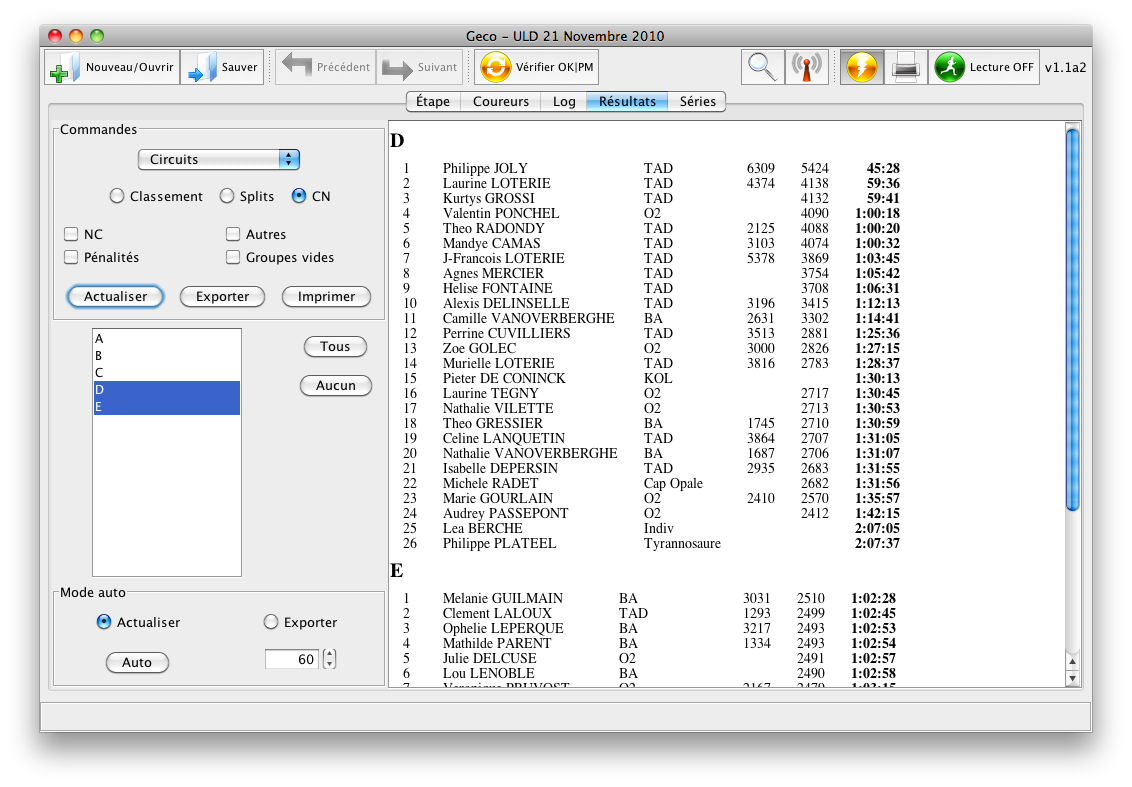 Geco – ULD 21 Novembre 2010
Nouveau/Ouvrir Sauver Précédent Suivant Vérifier OK|PM Lecture OFF v1.1a2
Étape Coureurs Log Résultats Séries
Commandes
Circuits
Classement Splits CN
NC Autres
Pénalités Groupes vides
Actualiser Exporter Imprimer
A
B
C
D
E
Tous
Aucun
Mode auto
Actualiser Exporter
Auto 60
D
1 Philippe JOLY TAD 6309 5424 45:28
2 Laurine LOTERIE TAD 4374 4138 59:36
3 Kurtys GROSSI TAD 4132 59:41
4 Valentin PONCHEL O2 4090 1:00:18
5 Theo RADONDY TAD 2125 4088 1:00:20
6 Mandye CAMAS TAD 3103 4074 1:00:32
7 J-Francois LOTERIE TAD 5378 3869 1:03:45
8 Agnes MERCIER TAD 3754 1:05:42
9 Helise FONTAINE TAD 3708 1:06:31
10 Alexis DELINSELLE TAD 3196 3415 1:12:13
11 Camille VANOVERBERGHE BA 2631 3302 1:14:41
12 Perrine CUVILLIERS TAD 3513 2881 1:25:36
13 Zoe GOLEC O2 3000 2826 1:27:15
14 Murielle LOTERIE TAD 3816 2783 1:28:37
15 Pieter DE CONINCK KOL 1:30:13
16 Laurine TEGNY O2 2717 1:30:45
17 Nathalie VILETTE O2 2713 1:30:53
18 Theo GRESSIER BA 1745 2710 1:30:59
19 Celine LANQUETIN TAD 3864 2707 1:31:05
20 Nathalie VANOVERBERGHE BA 1687 2706 1:31:07
21 Isabelle DEPERSIN TAD 2935 2683 1:31:55
22 Michele RADET Cap Opale 2682 1:31:56
23 Marie GOURLAIN O2 2410 2570 1:35:57
24 Audrey PASSEPONT O2 2412 1:42:15
25 Lea BERCHE Indiv 2:07:05
26 Philippe PLATEEL Tyrannosaure 2:07:37
E
1 Melanie GUILMAIN BA 3031 2510 1:02:28
2 Clement LALOUX TAD 1293 2499 1:02:45
3 Ophelie LEPERQUE BA 3217 2493 1:02:53
4 Mathilde PARENT BA 1334 2493 1:02:54
5 Julie DELCUSE O2 2491 1:02:57
6 Lou LENOBLE BA 2490 1:02:58
7 Veronique PRUVOST O2 2167 2479 1:03:15